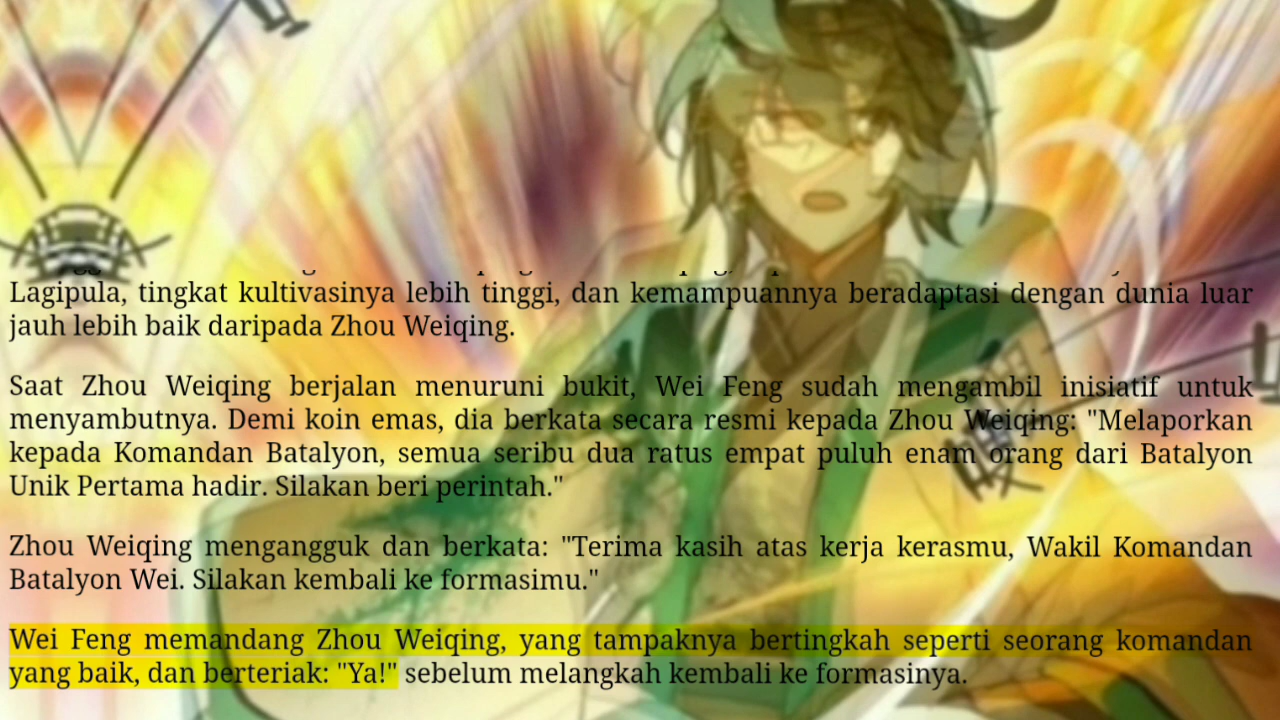 Lagipula, tingkat kultivasinya lebih tinggi, dan kemampuannya beradaptasi dengan dunia luar
jauh lebih baik daripada Zhou Weiqing.
Saat Zhou Weiqing berjalan menuruni bukit, Wei Feng sudah mengambil inisiatif untuk
menyambutnya. Demi koin emas, dia berkata secara resmi kepada Zhou Weiqing: "Melaporkan
kepada Komandan Batalyon, semua seribu dua ratus empat puluh enam orang dari Batalyon
Unik Pertama hadir. Silakan beri perintah."
Zhou Weiqing mengangguk dan berkata: "Terima kasih atas kerja kerasmu, Wakil Komandan
Batalyon Wei. Silakan kembali ke formasimu."
Wei Feng memandang Zhou Weiqing, yang tampaknya bertingkah seperti seorang komandan
yang baik, dan berteriak: "Ya!" sebelum melangkah kembali ke formasinya.